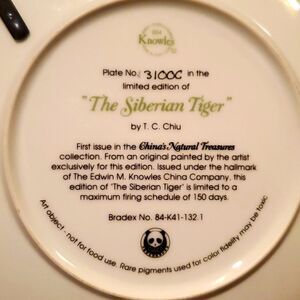 Knowles
Plate No. 3100C in the
limited edition of
"The Siberian Tiger"
by T. C. Chiu
First issue in the China's Natural Treasures
collection. From an original painted by the artist
exclusively for this edition. Issued under the hallmark
of The Edwin M. Knowles China Company, this
edition of 'The Siberian Tiger' is limited to a
maximum firing schedule of 150 days.
Bradex No. 84-K41-132.1
Art object - not for food use. Rare pigments used for color fidelity may be toxic